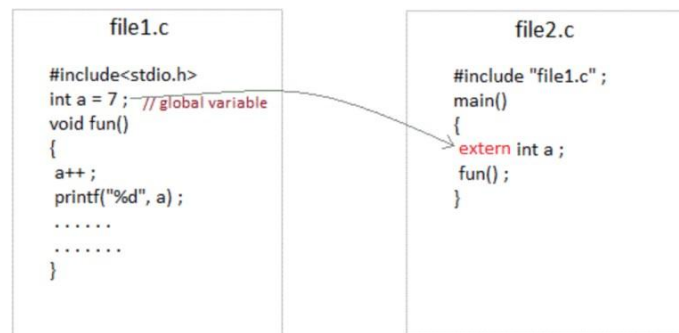 file1.c
#include<stdio.h>
int a = 7 ; // global variable
void fun()
{
a++ ;
printf("%d", a) ;
. . . . . .
. . . . . . .
}
file2.c
#include "file1.c" ;
main()
{
extern int a ;
fun() ;
}